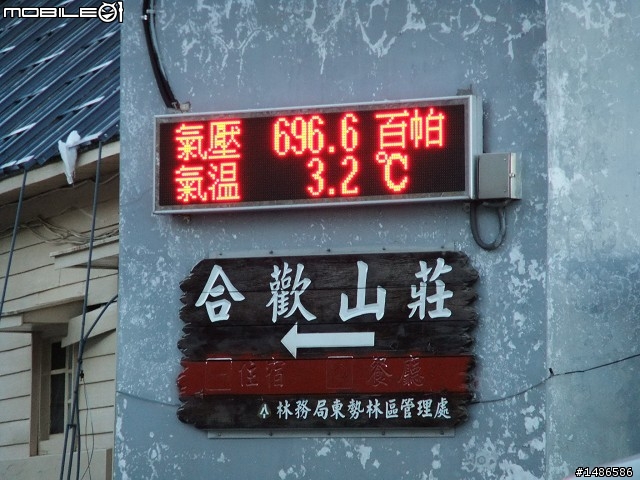 MOBILE01
氣壓 696.6 百帕
氣溫 3.2 ℃
合歡山莊
住宿 餐廳
林務局東勢林區管理處
#1486586